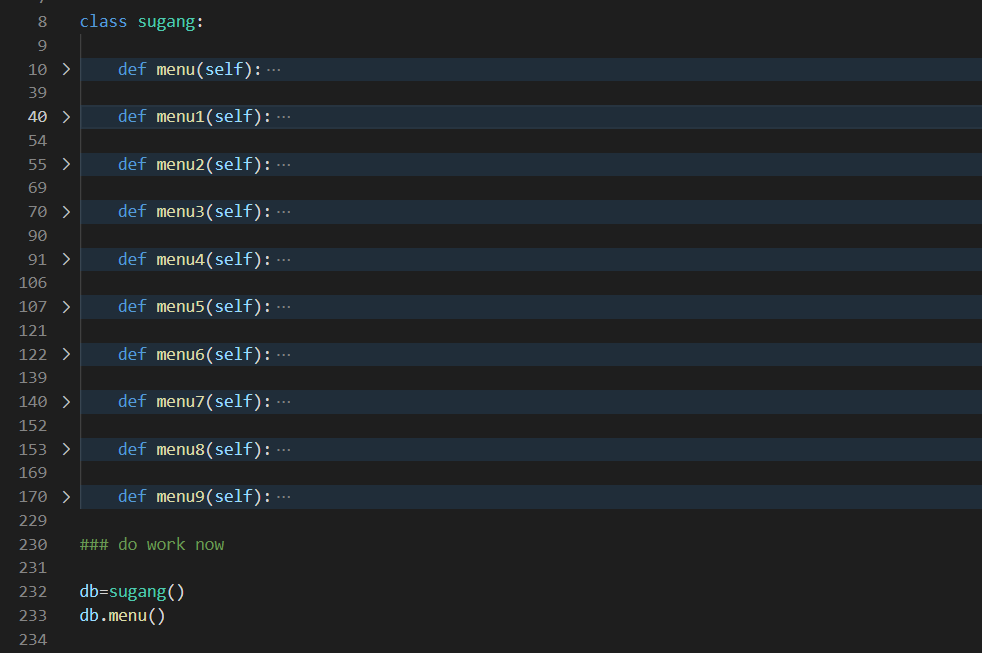 8 class sugang:
9
10 def menu(self):···
39
40 def menu1(self):···
54
55 def menu2(self):···
69
70 def menu3(self):···
90
91 def menu4(self):···
106
107 def menu5(self):···
121
122 def menu6(self):···
139
140 def menu7(self):···
152
153 def menu8(self):···
169
170 def menu9(self):···
229
230 ### do work now
231
232 db=sugang()
233 db.menu()
234